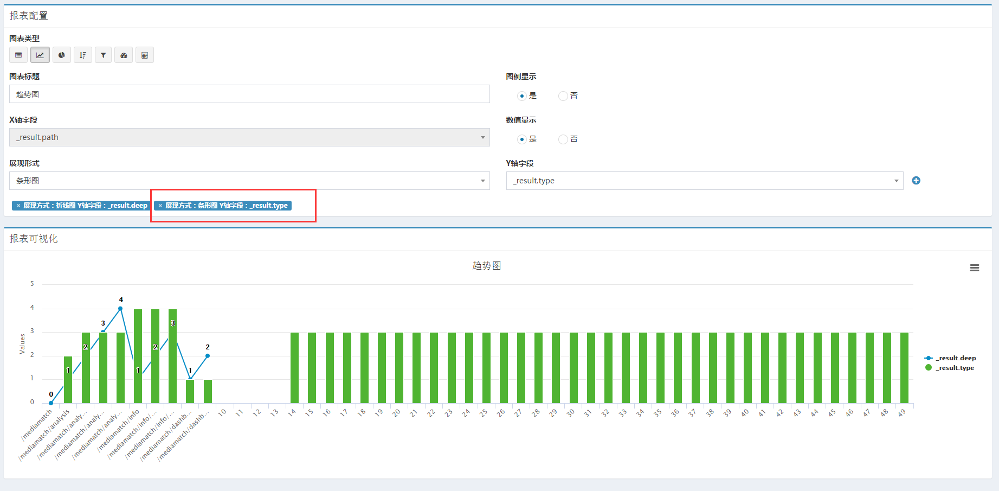 报表配置
图表类型
图表标题
图例显示
趋势图
是 否
X轴字段
数值显示
_result.path
是 否
展现形式
Y轴字段
条形图
_result.type
× 展现方式：折线图 Y轴字段：_result.deep
× 展现方式：条形图 Y轴字段：_result.type
报表可视化
趋势图
Values
5
4
3
2
1
0
0 1 2 3 4 1 2 3 1 2
/mediamatch
/mediamatch/analysis
/mediamatch/analy...
/mediamatch/analy...
/mediamatch/analy...
/mediamatch/info
/mediamatch/info/...
/mediamatch/info/...
/mediamatch/dashb...
/mediamatch/dashb...
10 11 12 13 14 15 16 17 18 19 20 21 22 23 24 25 26 27 28 29 30 31 32 33 34 35 36 37 38 39 40 41 42 43 44 45 46 47 48 49
_result.deep
_result.type